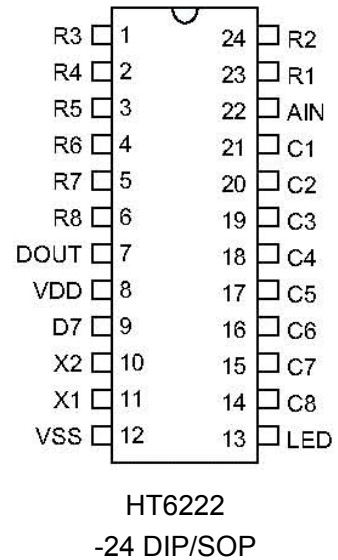 R3 1 24 R2
R4 2 23 R1
R5 3 22 AIN
R6 4 21 C1
R7 5 20 C2
R8 6 19 C3
DOUT 7 18 C4
VDD 8 17 C5
D7 9 16 C6
X2 10 15 C7
X1 11 14 C8
VSS 12 13 LED
HT6222
-24 DIP/SOP